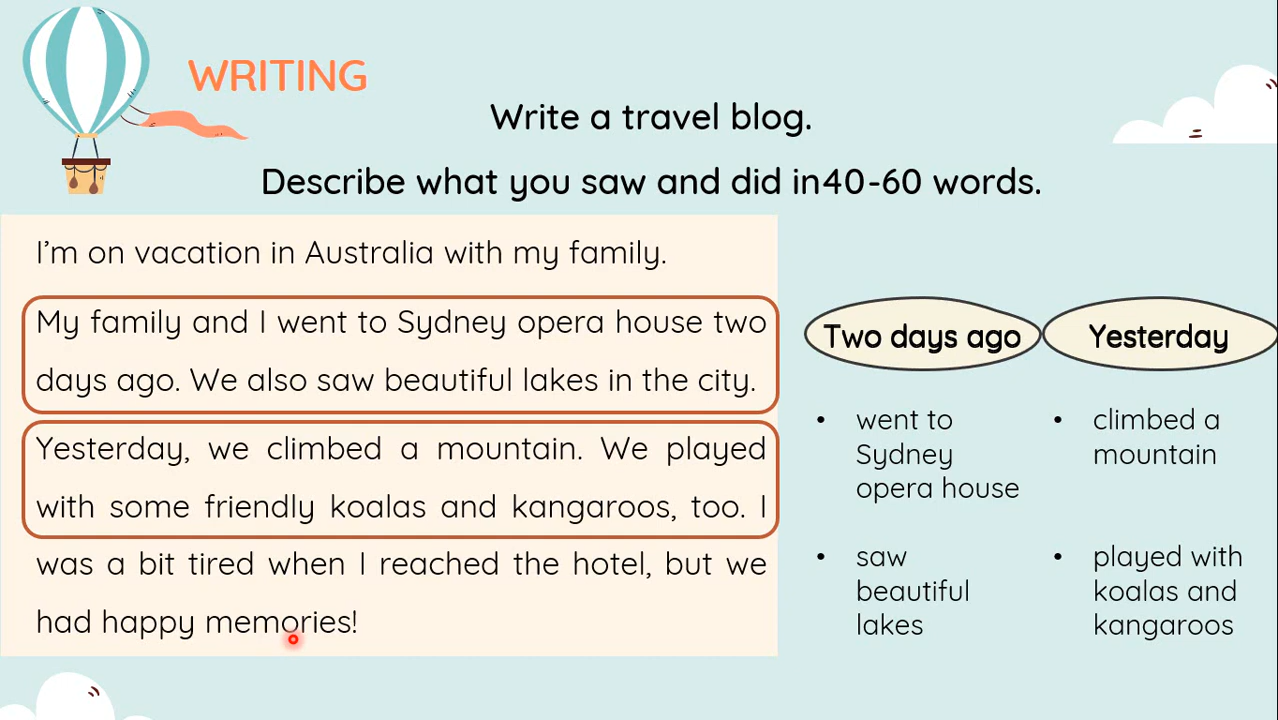 WRITING
Write a travel blog.
Describe what you saw and did in40-60 words.
I'm on vacation in Australia with my family.
My family and I went to Sydney opera house two
days ago. We also saw beautiful lakes in the city.
Yesterday, we climbed a mountain. We played
with some friendly koalas and kangaroos, too. I
was a bit tired when I reached the hotel, but we
had happy memories!
Two days ago
• went to
Sydney
opera house
• saw
beautiful
lakes
Yesterday
• climbed a
mountain
• played with
koalas and
kangaroos